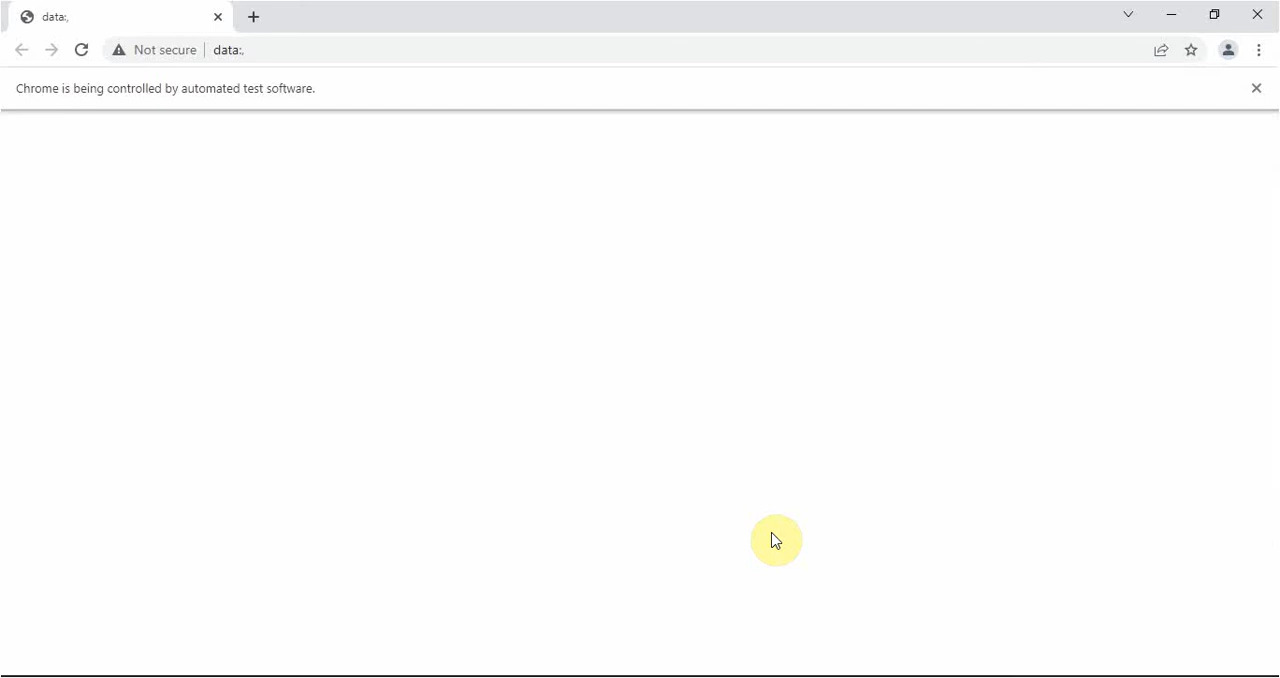 data:,
Not secure data:,
Chrome is being controlled by automated test software.